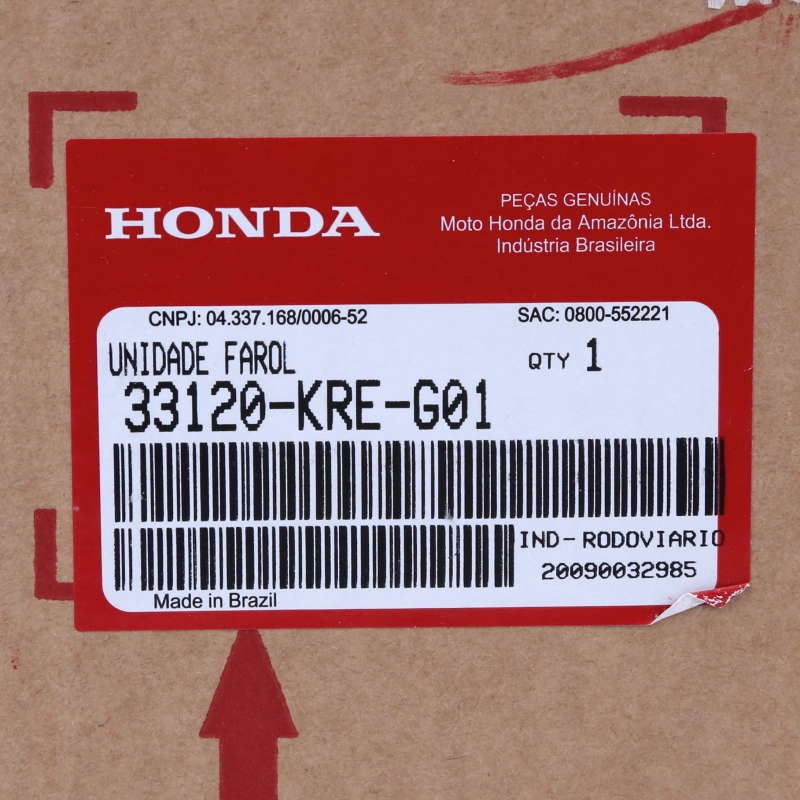 HONDA
PEÇAS GENUÍNAS
Moto Honda da Amazônia Ltda.
Indústria Brasileira
CNPJ: 04.337.168/0006-52
SAC: 0800-552221
UNIDADE FAROL
QTY 1
33120-KRE-G01
IND-RODOVIARIO
20090032985
Made in Brazil